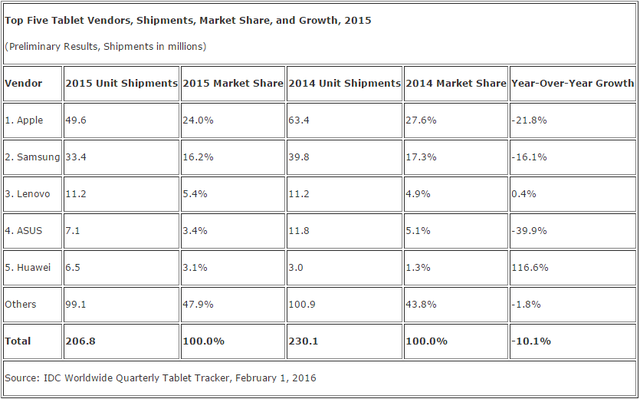 Top Five Tablet Vendors, Shipments, Market Share, and Growth, 2015
(Preliminary Results, Shipments in millions)
Vendor 2015 Unit Shipments 2015 Market Share 2014 Unit Shipments 2014 Market Share Year-Over-Year Growth
1. Apple 49.6 24.0% 63.4 27.6% -21.8%
2. Samsung 33.4 16.2% 39.8 17.3% -16.1%
3. Lenovo 11.2 5.4% 11.2 4.9% 0.4%
4. ASUS 7.1 3.4% 11.8 5.1% -39.9%
5. Huawei 6.5 3.1% 3.0 1.3% 116.6%
Others 99.1 47.9% 100.9 43.8% -1.8%
Total 206.8 100.0% 230.1 100.0% -10.1%
Source: IDC Worldwide Quarterly Tablet Tracker, February 1, 2016